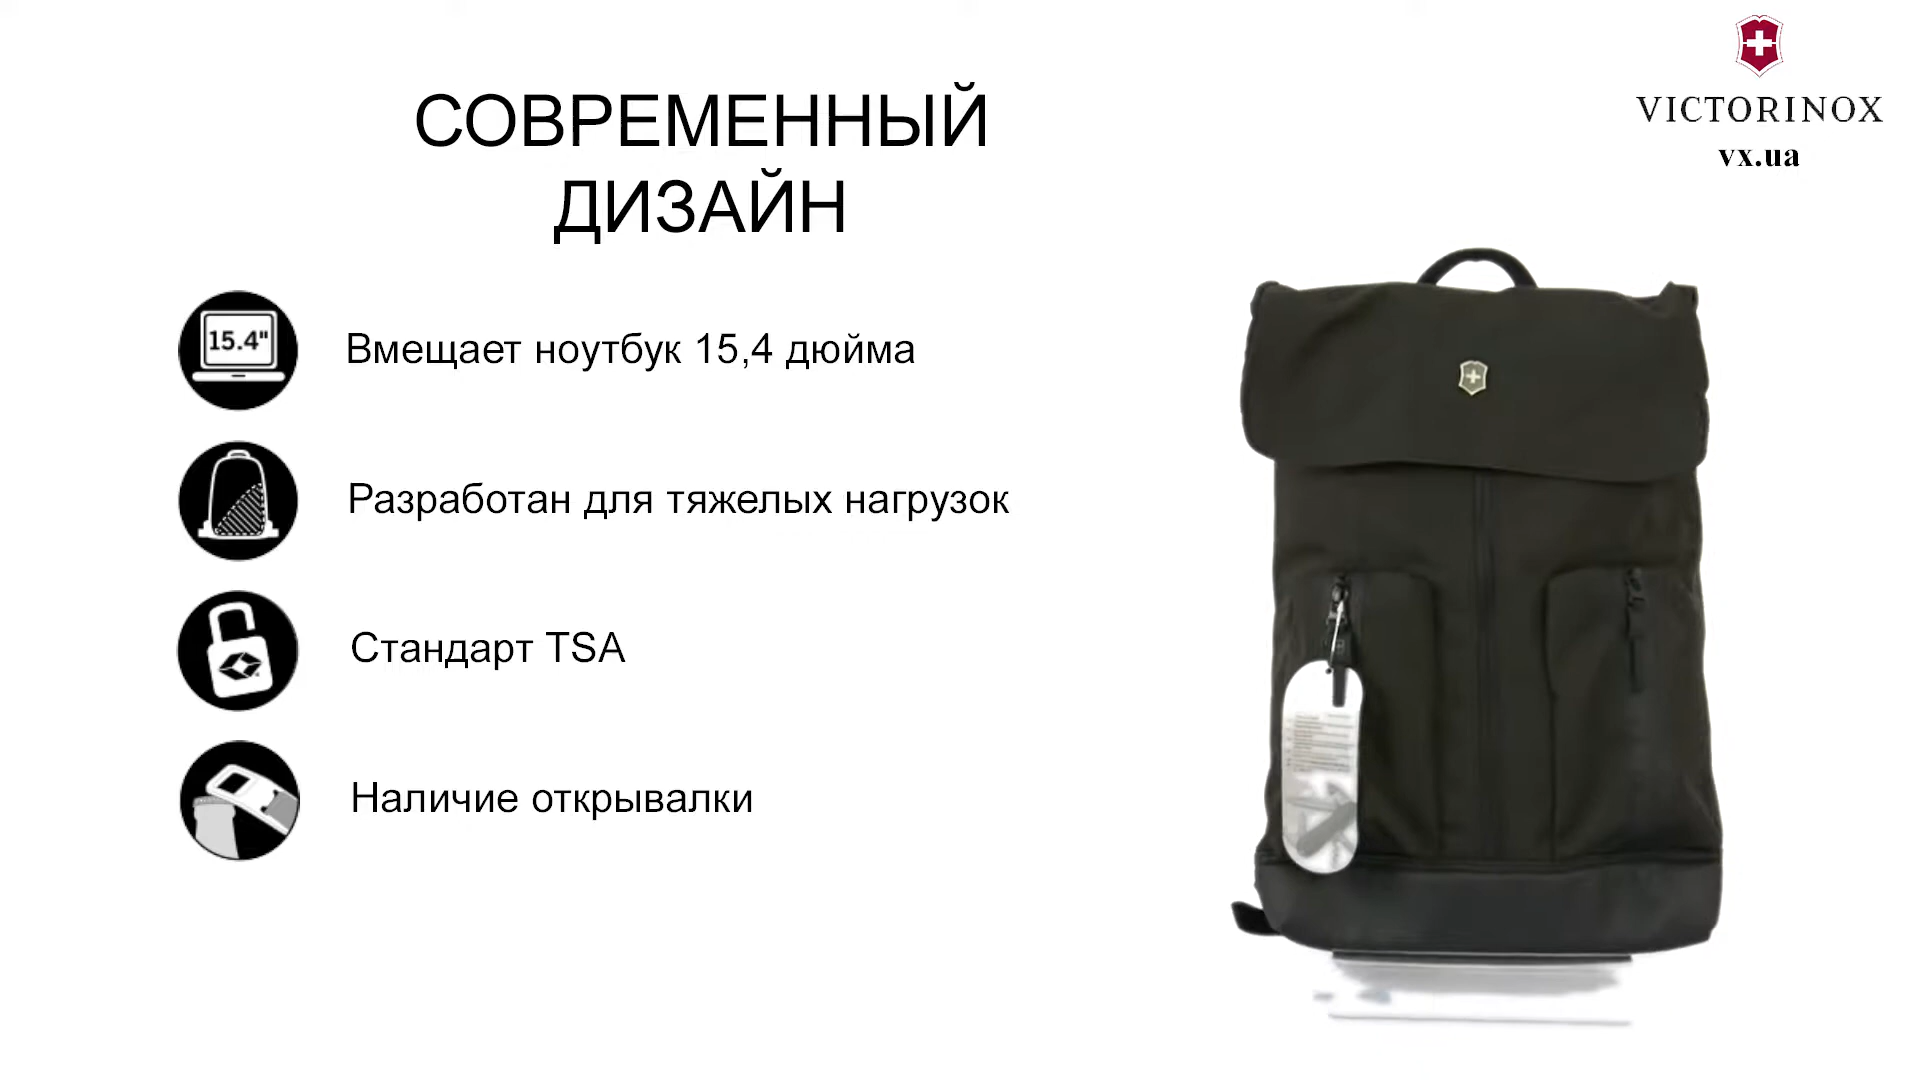 VICTORINOX
vx.ua
СОВРЕМЕННЫЙ
ДИЗАЙН
15.4"
Вмещает ноутбук 15,4 дюйма
Разработан для тяжелых нагрузок
Стандарт TSA
Наличие открывалки